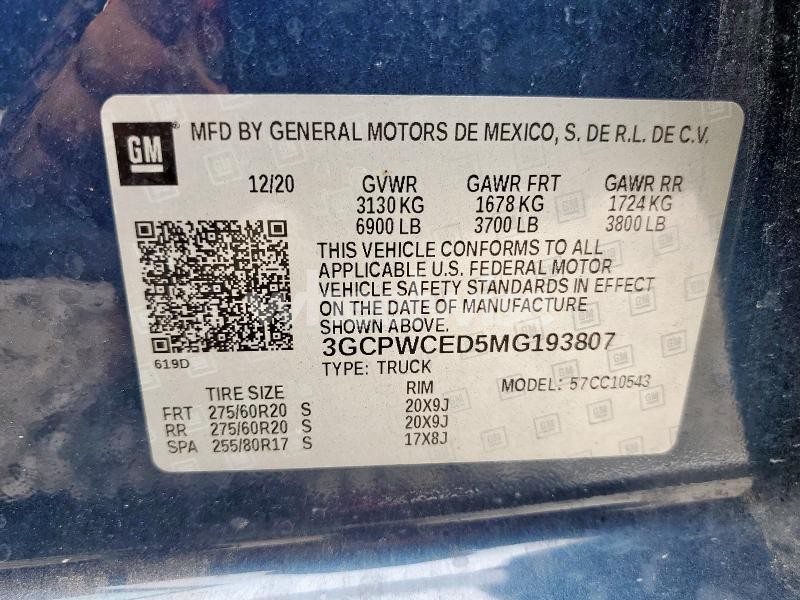 GM ® MFD BY GENERAL MOTORS DE MEXICO, S. DE R.L. DE C.V.
12/20 GVWR GAWR FRT GAWR RR
3130 KG 1678 KG 1724 KG
6900 LB 3700 LB 3800 LB
THIS VEHICLE CONFORMS TO ALL
APPLICABLE U.S. FEDERAL MOTOR
VEHICLE SAFETY STANDARDS IN EFFECT
ON THE DATE OF MANUFACTURE
SHOWN ABOVE.
3GCPWCED5MG193807
619D
TYPE: TRUCK
TIRE SIZE RIM MODEL: 57CC10543
FRT 275/60R20 S 20X9J
RR 275/60R20 S 20X9J
SPA 255/80R17 S 17X8J